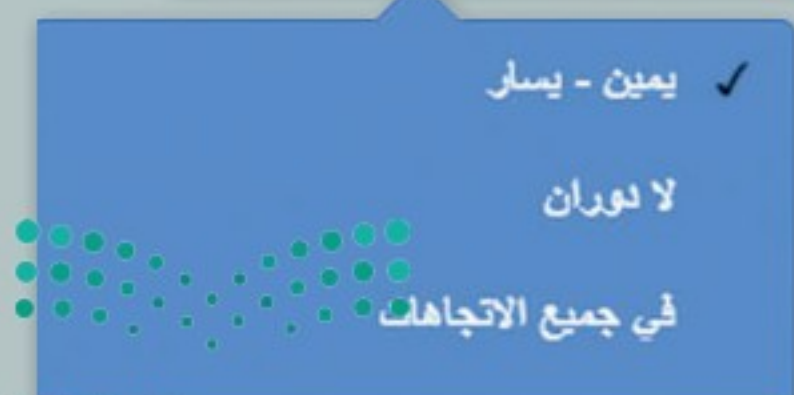 ✓ يمين - يسار
لا دوران
في جميع الاتجاهات